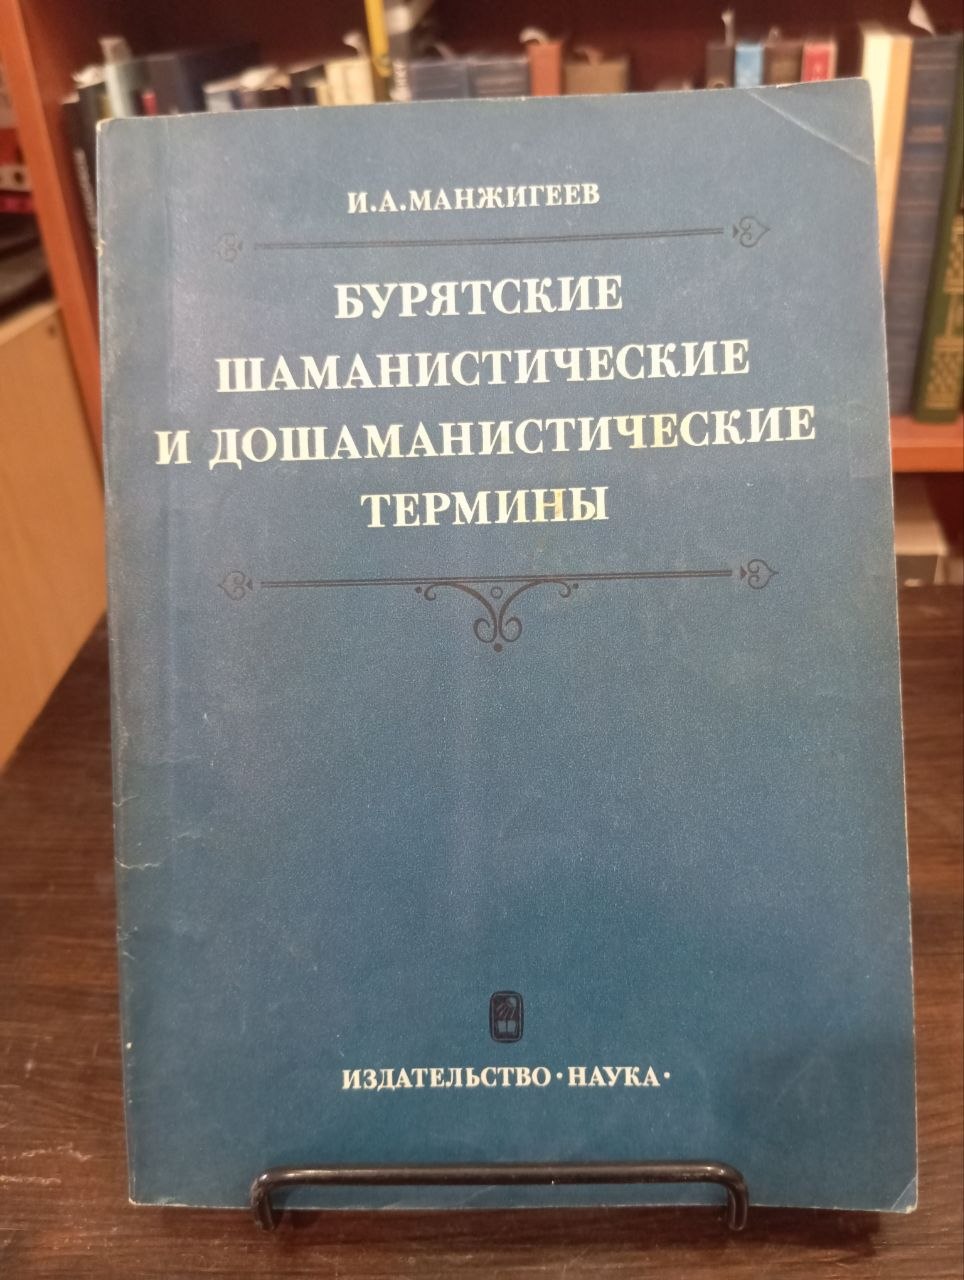 И.А.МАНЖИГЕЕВ
БУРЯТСКИЕ
ШАМАНИСТИЧЕСКИЕ
И ДОШАМАНИСТИЧЕСКИЕ
ТЕРМИНЫ
ИЗДАТЕЛЬСТВО·НАУКА·